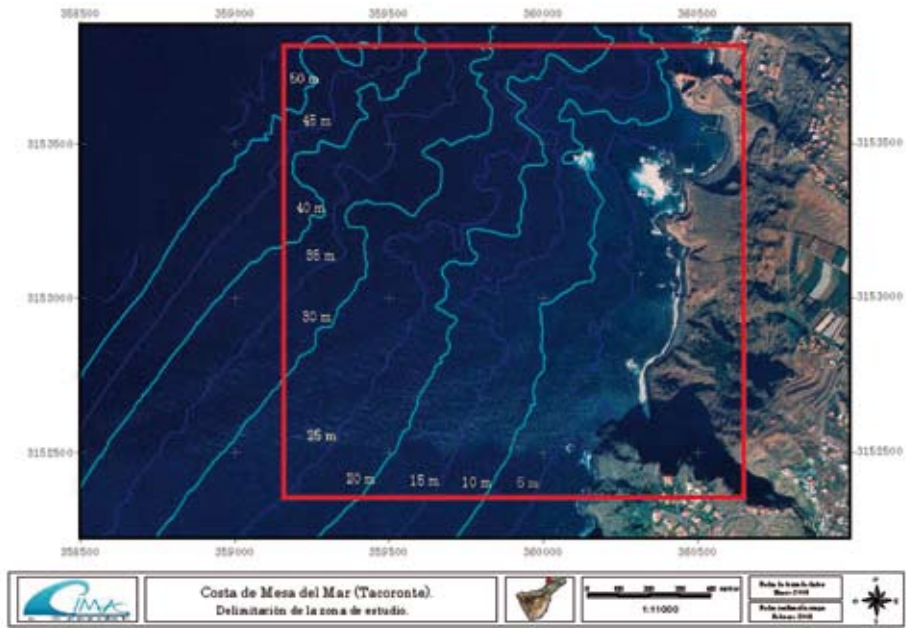 358500 359000 359500 360000 360500
50 m
45 m
3153500 3153500
40 m
35 m
3153000 3153000
30 m
25 m
3152500 3152500
20 m 15 m 10 m 5 m
358500 359000 359500 360000 360500
CIMA
Costa de Mesa del Mar (Tacoronte).
Delimitación de la zona de estudio.
1:11000